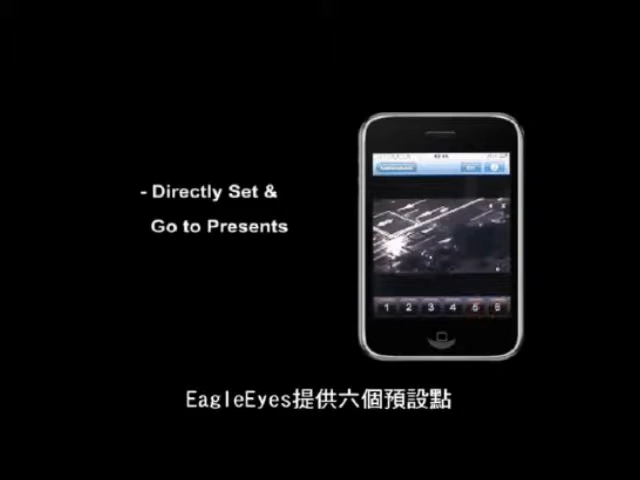 - Directly Set &
Go to Presents
1 2 3 4 5 6
EagleEyes提供六個預設點